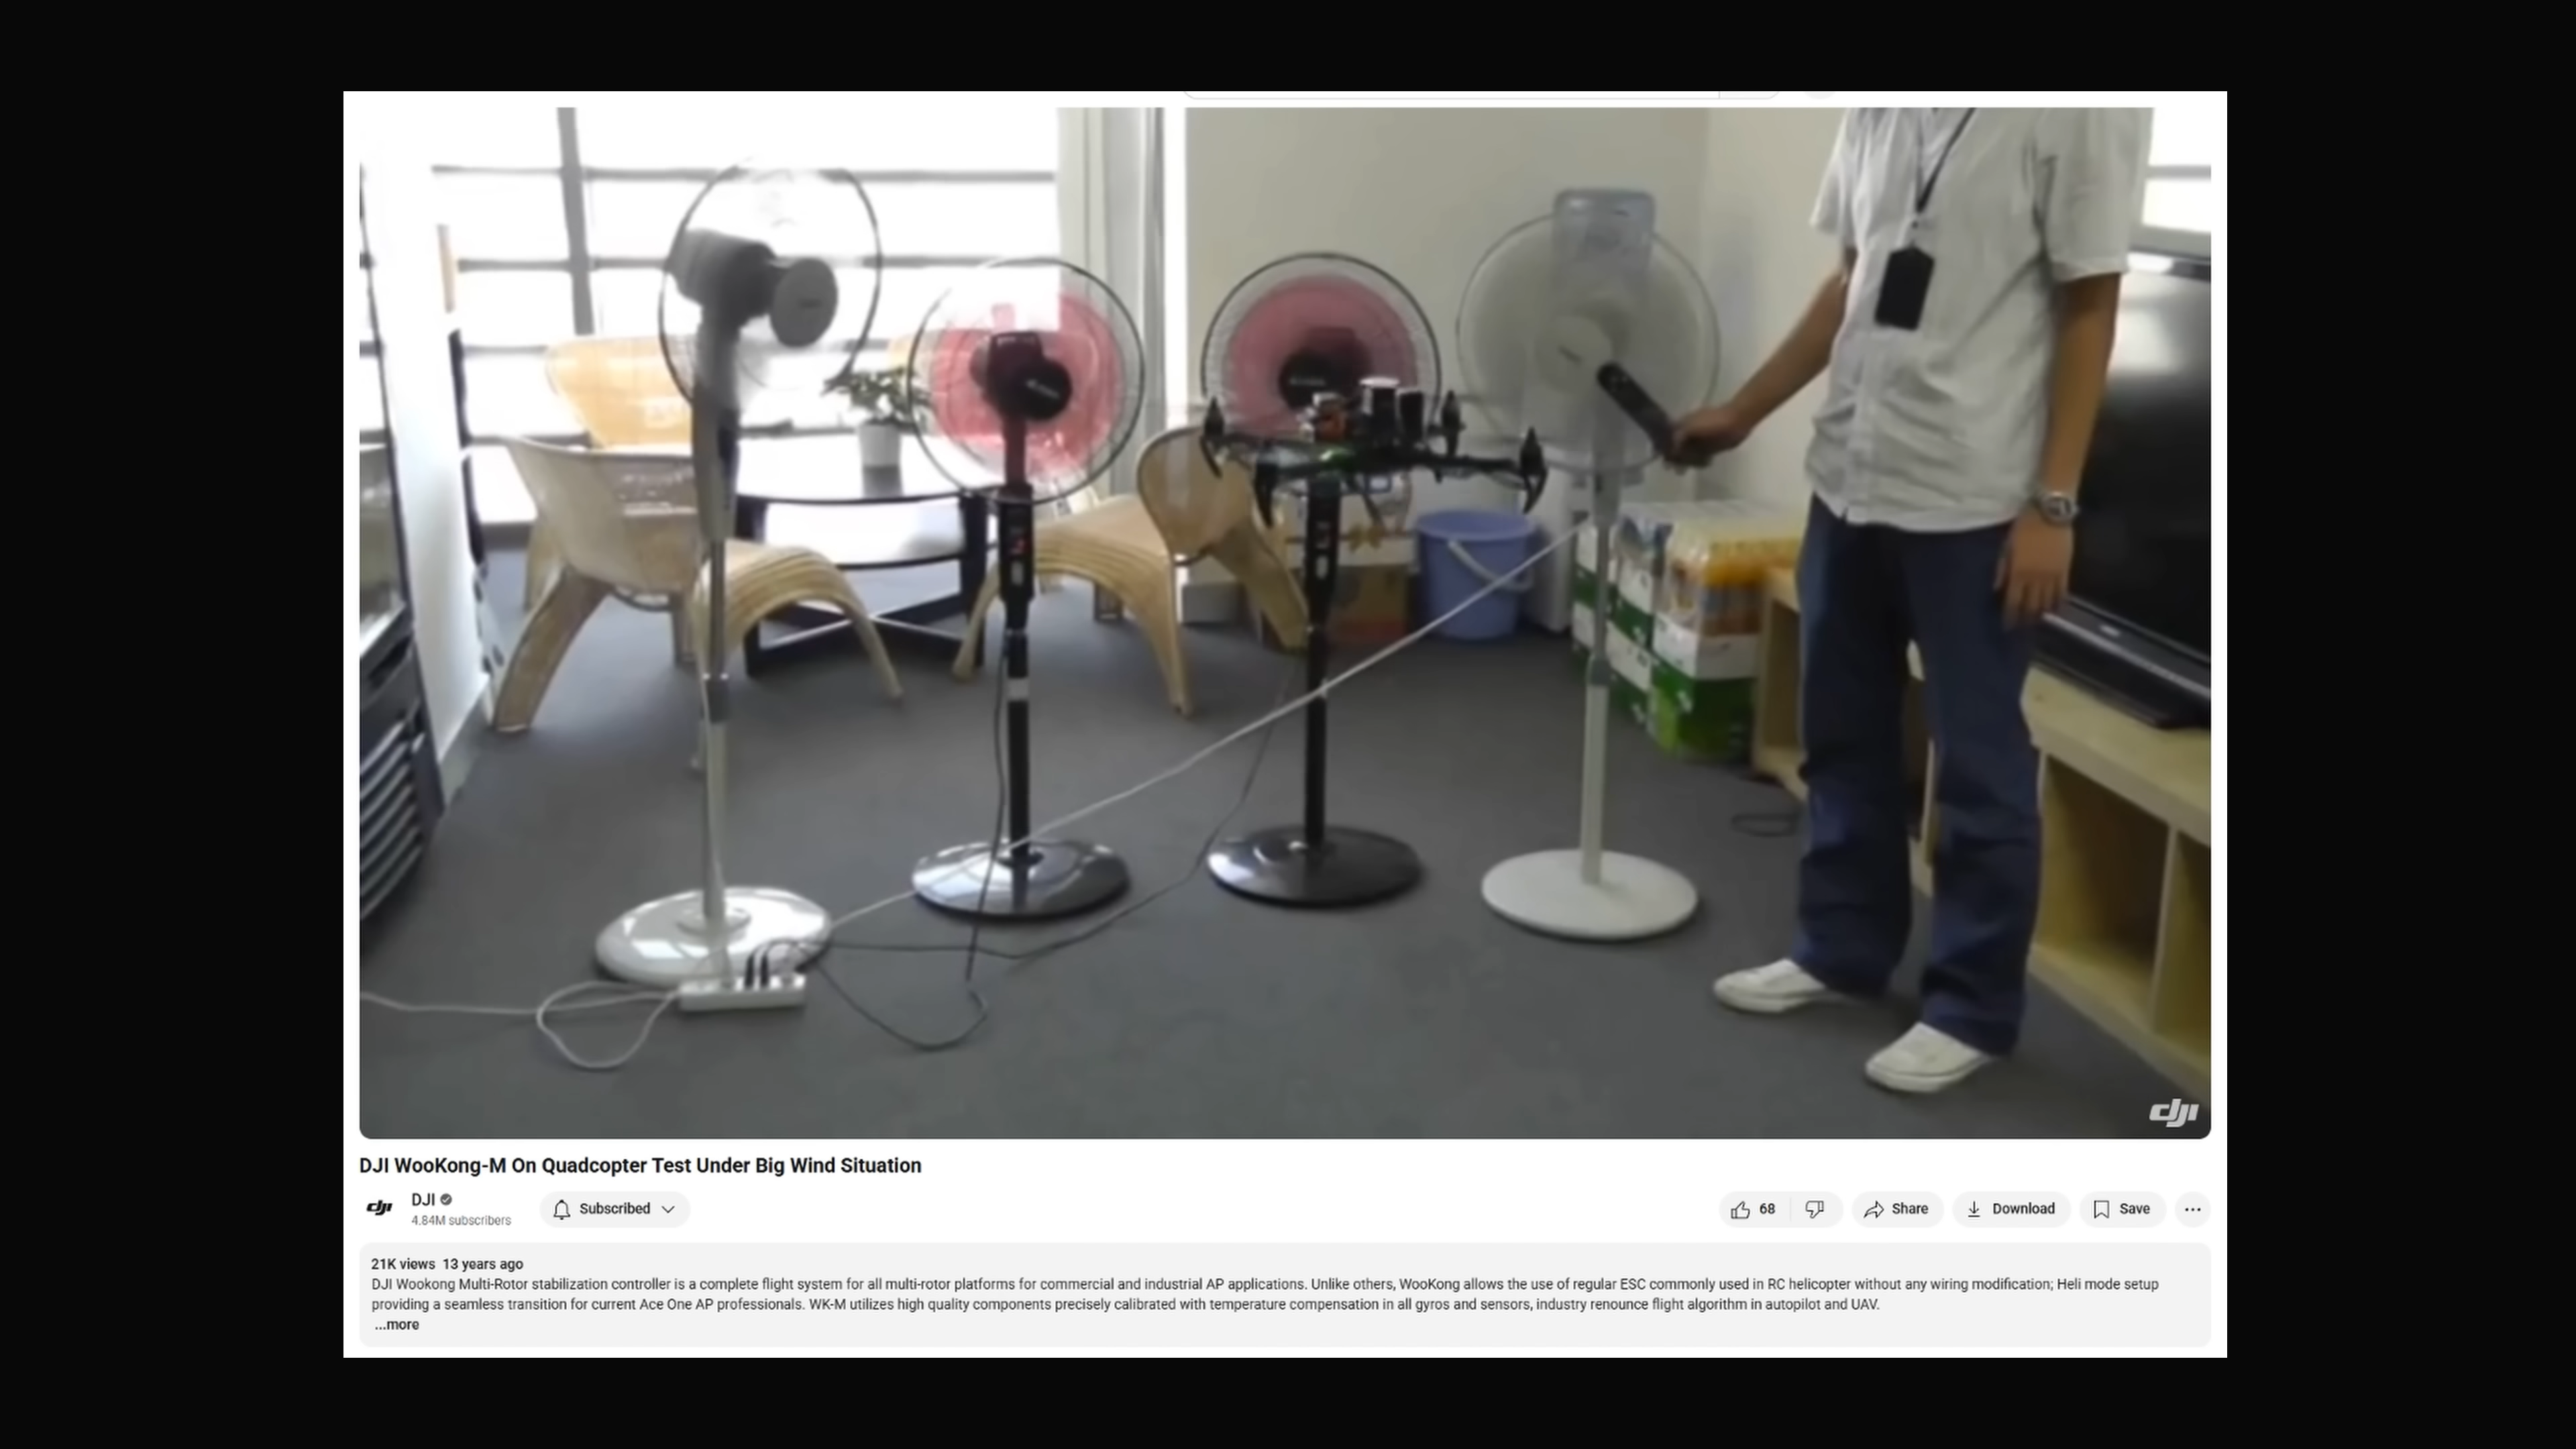 dji
DJI WooKong-M On Quadcopter Test Under Big Wind Situation
dji
DJI
4.84M subscribers
Subscribed
68
Share
Download
Save
21K views 13 years ago
DJI Wookong Multi-Rotor stabilization controller is a complete flight system for all multi-rotor platforms for commercial and industrial AP applications. Unlike others, WooKong allows the use of regular ESC commonly used in RC helicopter without any wiring modification; Heli mode setup
providing a seamless transition for current Ace One AP professionals. WK-M utilizes high quality components precisely calibrated with temperature compensation in all gyros and sensors, industry renounce flight algorithm in autopilot and UAV.
...more